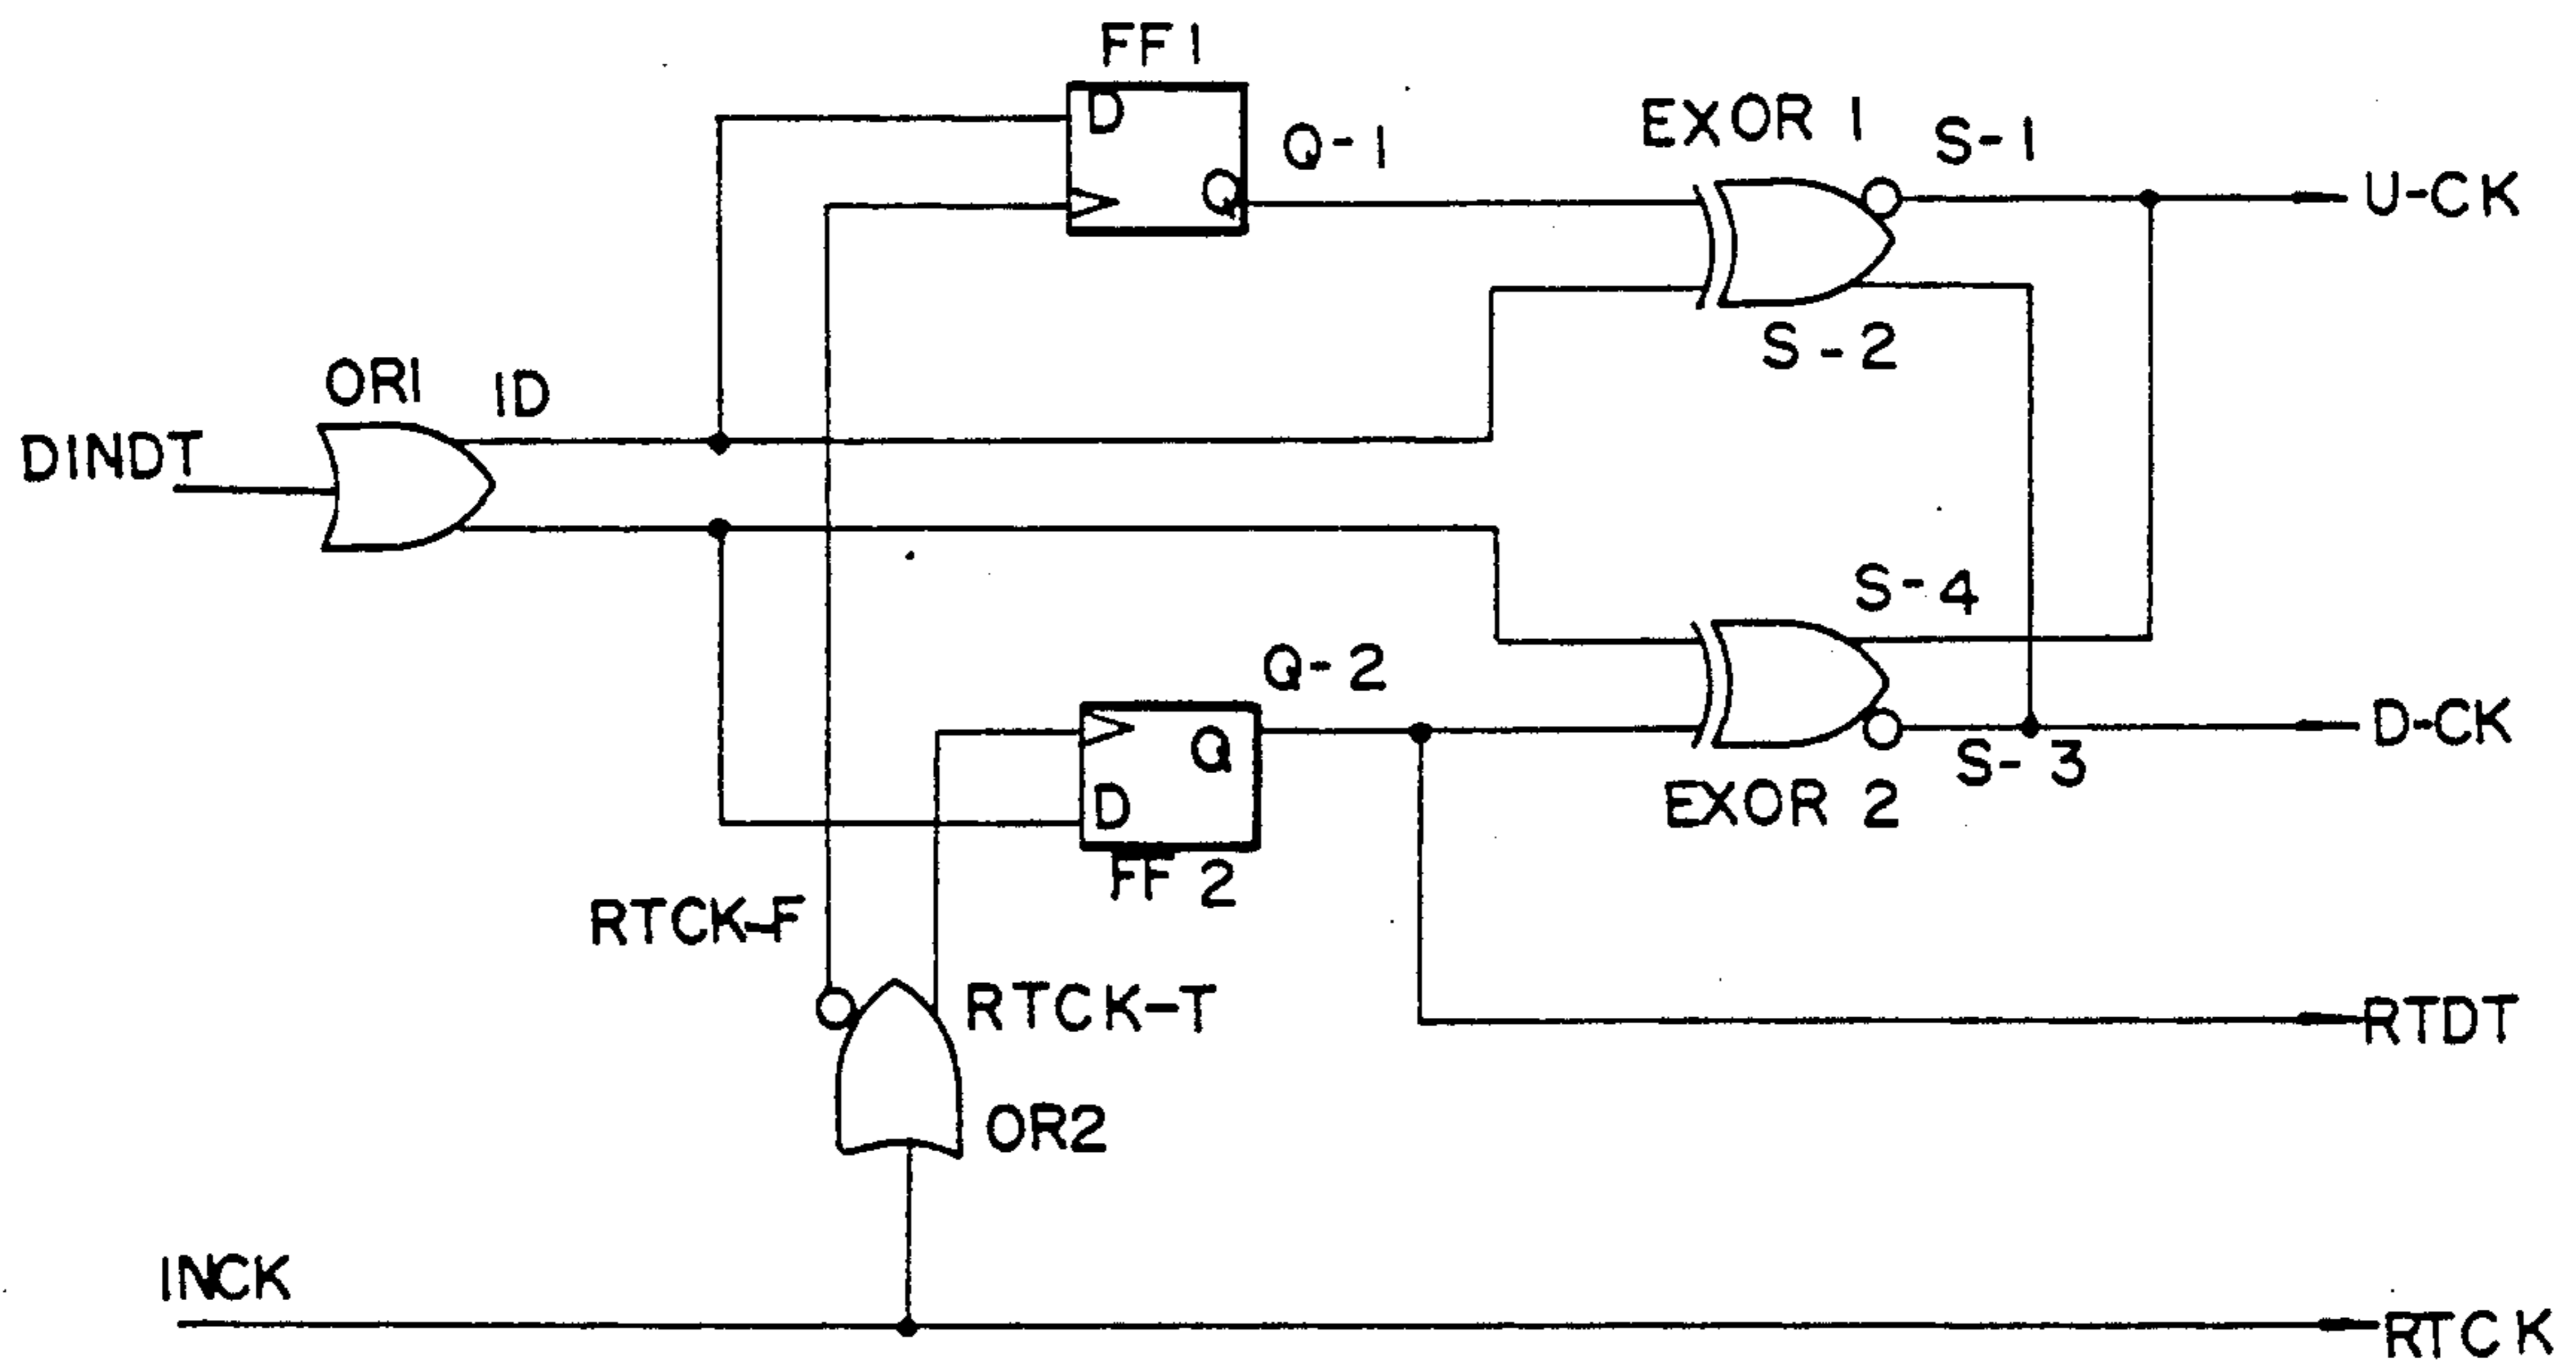 FF1
D
Q
Q-1
EXOR 1
S-1
U-CK
S-2
OR1
1D
DINDT
S-4
Q-2
Q
D
FF 2
S-3
D-CK
EXOR 2
RTCK-F
RTCK-T
RTDT
OR2
INCK
RTCK